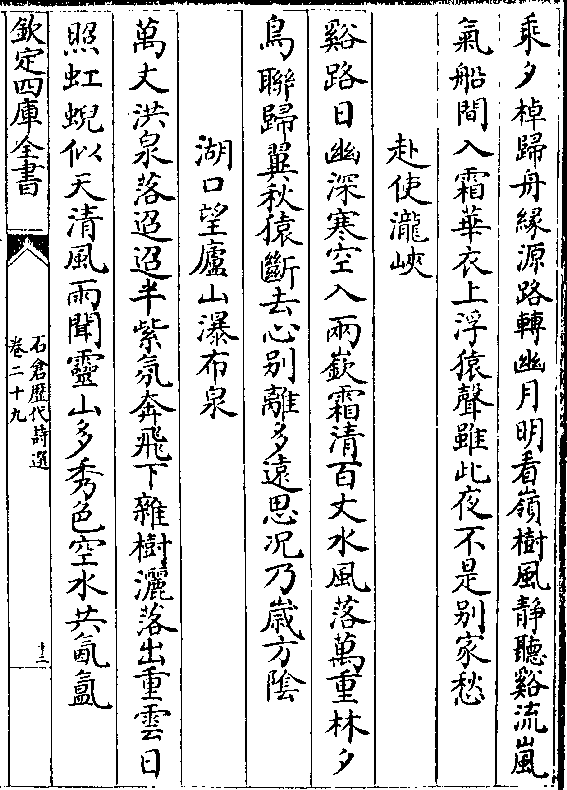 乘夕棹歸舟緣源路轉幽月明看嶺樹風靜聽谿流嵐
氣船間入霜華衣上浮猿聲雖此夜不是别家愁
赴使瀧峽
谿路日幽深寒空入兩嶔霜清百丈水風落萬重林夕
鳥聯歸翼秋猿斷去心别離多遠思况乃嵗方陰
湖口望廬山瀑布泉
萬丈洪泉落迢迢半紫氛奔飛下雜樹灑落出重雲日
照虹蜺似天清風雨聞靈山多秀色空水共氤氲
欽定四庫全書
石倉歷代詩選
卷二十九
十三